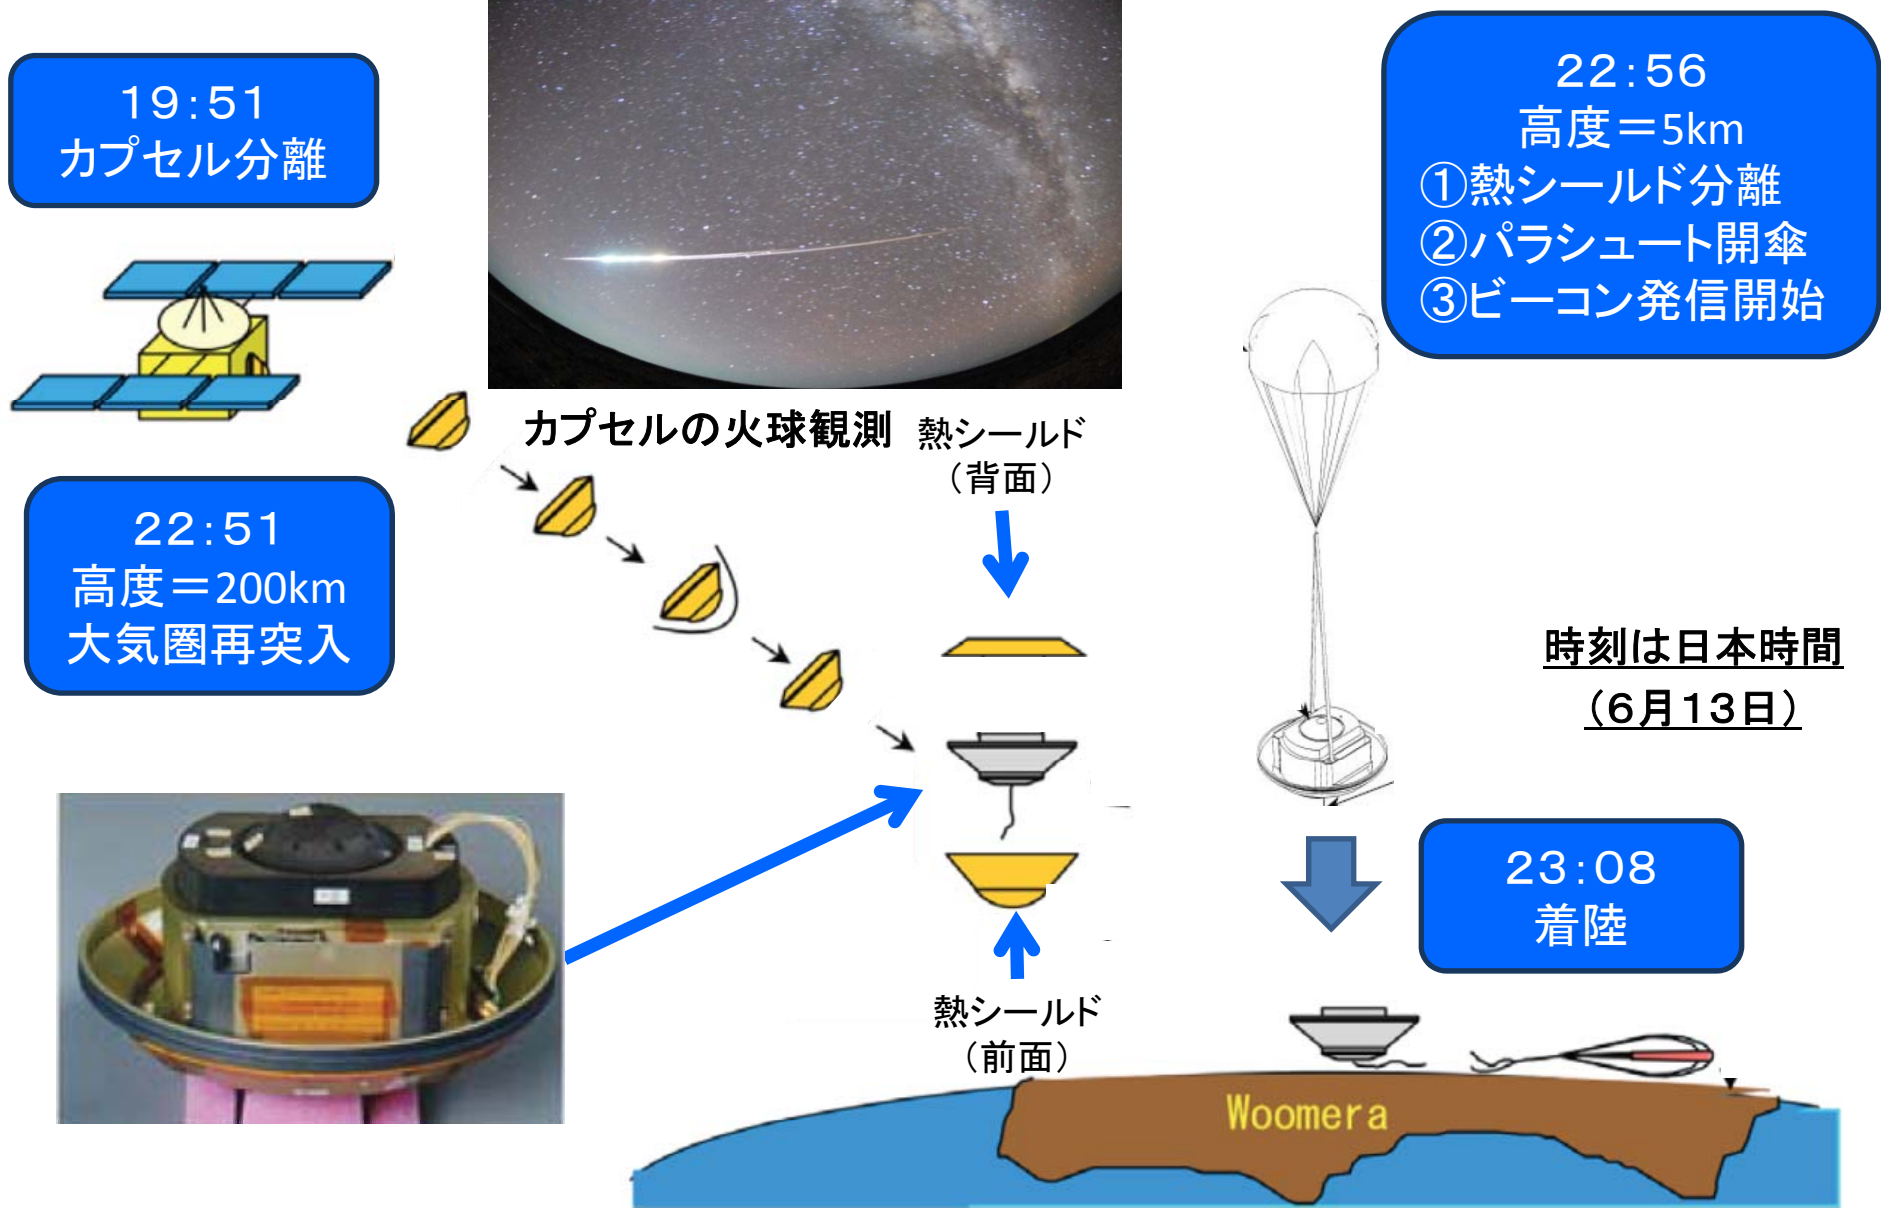 19:51
カプセル分離
22:56
高度＝5km
①熱シールド分離
②パラシュート開傘
③ビーコン発信開始
カプセルの火球観測
熱シールド
（背面）
22:51
高度＝200km
大気圏再突入
時刻は日本時間
（6月13日）
23:08
着陸
熱シールド
（前面）
Woomera